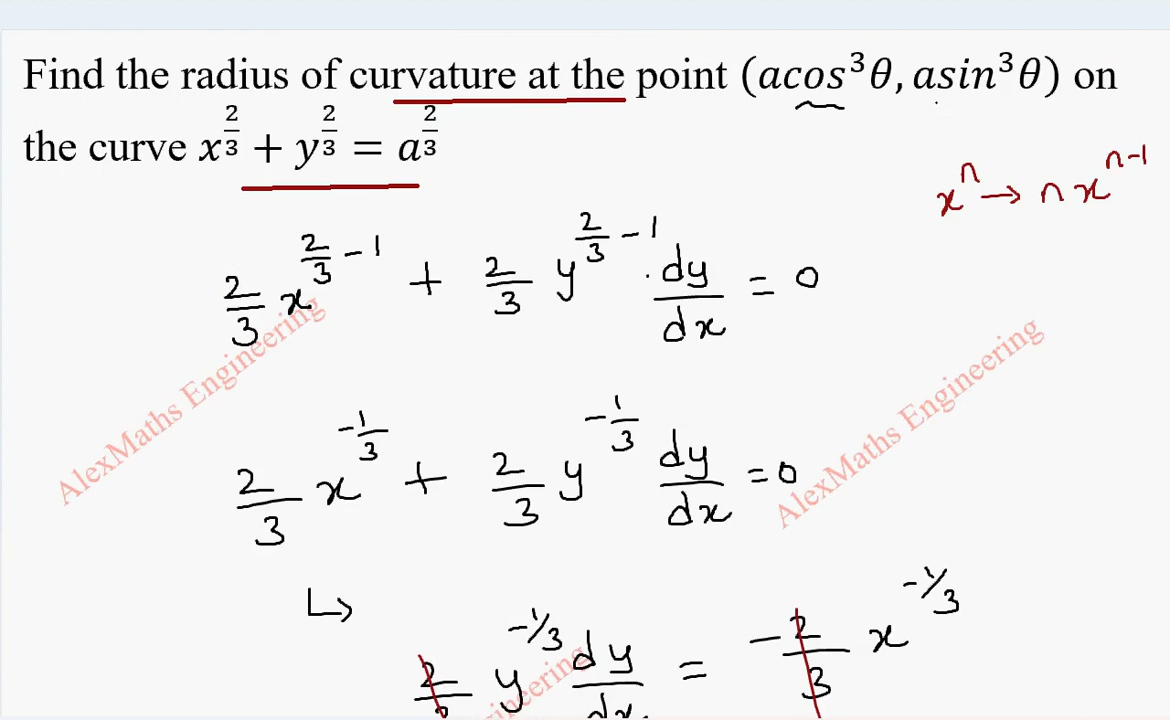 Find the radius of curvature at the point (acos³θ, asin³θ) on
the curve x^(2/3) + y^(2/3) = a^(2/3)
xⁿ → n xⁿ⁻¹
2/3 x^(2/3 - 1) + 2/3 y^(2/3 - 1) · dy/dx = 0
AlexMaths Engineering
AlexMaths Engineering
2/3 x^(-1/3) + 2/3 y^(-1/3) dy/dx = 0
↳
y^(-1/3) dy/dx = -2/3 x^(-1/3)